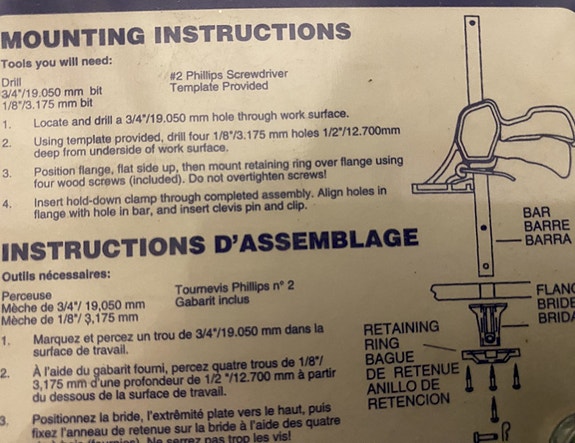 MOUNTING INSTRUCTIONS
Tools you will need:
Drill
3/4"/19.050 mm bit
1/8"/3.175 mm bit
#2 Phillips Screwdriver
Template Provided
1. Locate and drill a 3/4"/19.050 mm hole through work surface.
2. Using template provided, drill four 1/8"/3.175 mm holes 1/2"/12.700mm
deep from underside of work surface.
3. Position flange, flat side up, then mount retaining ring over flange using
four wood screws (included). Do not overtighten screws!
4. Insert hold-down clamp through completed assembly. Align holes in
flange with hole in bar, and insert clevis pin and clip.
INSTRUCTIONS D'ASSEMBLAGE
Outils nécessaires:
Perceuse
Mèche de 3/4"/ 19,050 mm
Mèche de 1/8"/ 3,175 mm
Tournevis Phillips n° 2
Gabarit inclus
1. Marquez et percez un trou de 3/4"/19.050 mm dans la
surface de travail.
2. À l'aide du gabarit fourni, percez quatre trous de 1/8"/
3,175 mm d'une profondeur de 1/2 "/12.700 mm à partir
du dessous de la surface de travail.
3. Positionnez la bride, l'extrêmité plate vers le haut, puis
fixez l'anneau de retenue sur la bride à l'aide des quatre
Ne serrez pas trop les vis!
BAR
BARRE
BARRA
FLANG
BRIDE
BRIDA
RETAINING
RING
BAGUE
DE RETENUE
ANILLO DE
RETENCION